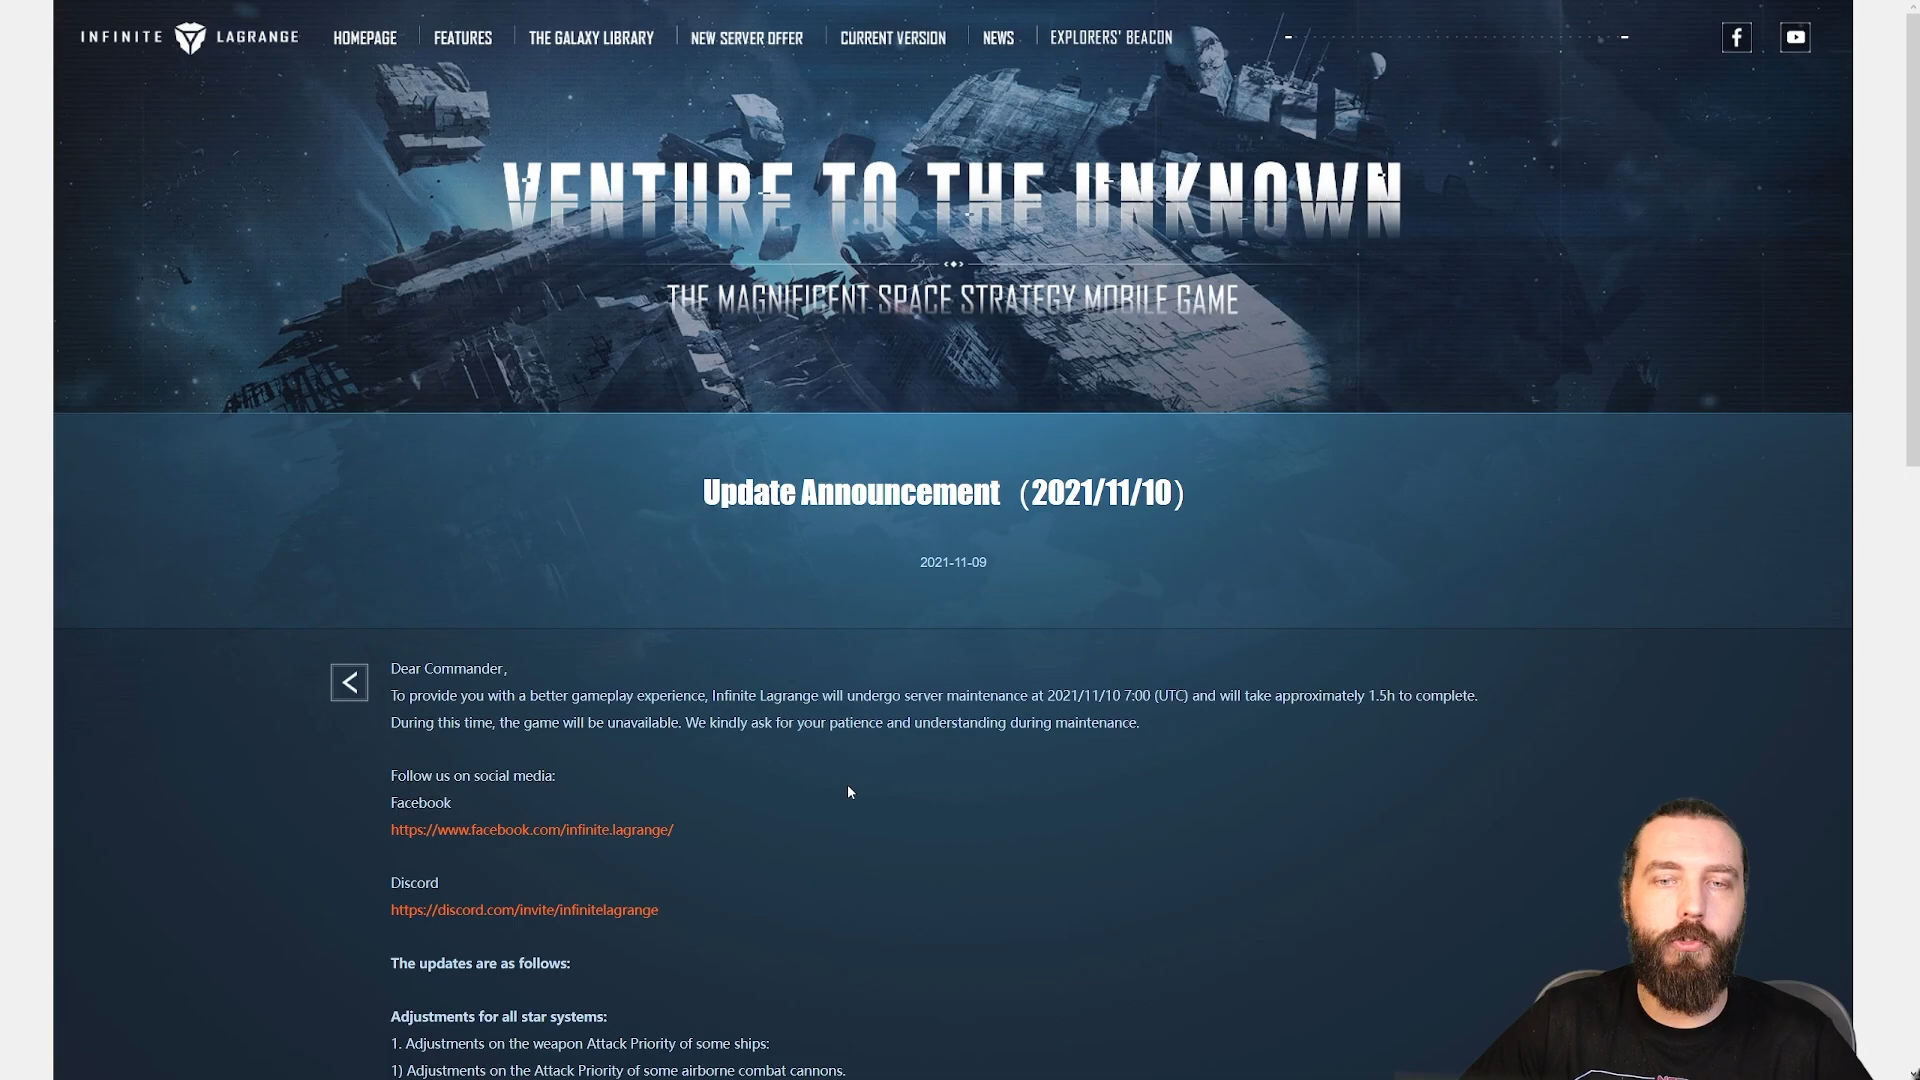 INFINITE LAGRANGE
HOMEPAGE
FEATURES
THE GALAXY LIBRARY
NEW SERVER OFFER
CURRENT VERSION
NEWS
EXPLORERS' BEACON
VENTURE TO THE UNKNOWN
THE MAGNIFICENT SPACE STRATEGY MOBILE GAME
Update Announcement（2021/11/10）
2021-11-09
Dear Commander,
To provide you with a better gameplay experience, Infinite Lagrange will undergo server maintenance at 2021/11/10 7:00 (UTC) and will take approximately 1.5h to complete.
During this time, the game will be unavailable. We kindly ask for your patience and understanding during maintenance.
Follow us on social media:
Facebook
https://www.facebook.com/infinite.lagrange/
Discord
https://discord.com/invite/infinitelagrange
The updates are as follows:
Adjustments for all star systems:
1. Adjustments on the weapon Attack Priority of some ships:
1) Adjustments on the Attack Priority of some airborne combat cannons.